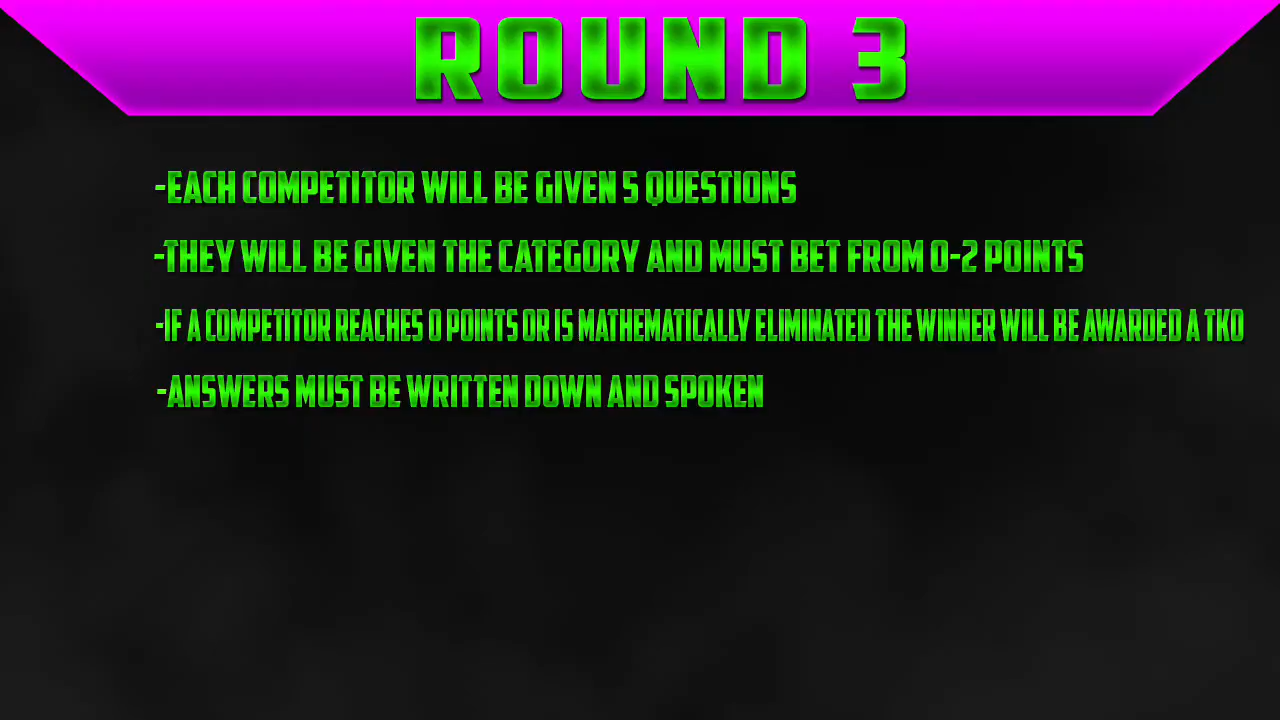 ROUND 3
-EACH COMPETITOR WILL BE GIVEN 5 QUESTIONS
-THEY WILL BE GIVEN THE CATEGORY AND MUST BET FROM 0-2 POINTS
-IF A COMPETITOR REACHES 0 POINTS OR IS MATHEMATICALLY ELIMINATED THE WINNER WILL BE AWARDED A TKO
-ANSWERS MUST BE WRITTEN DOWN AND SPOKEN